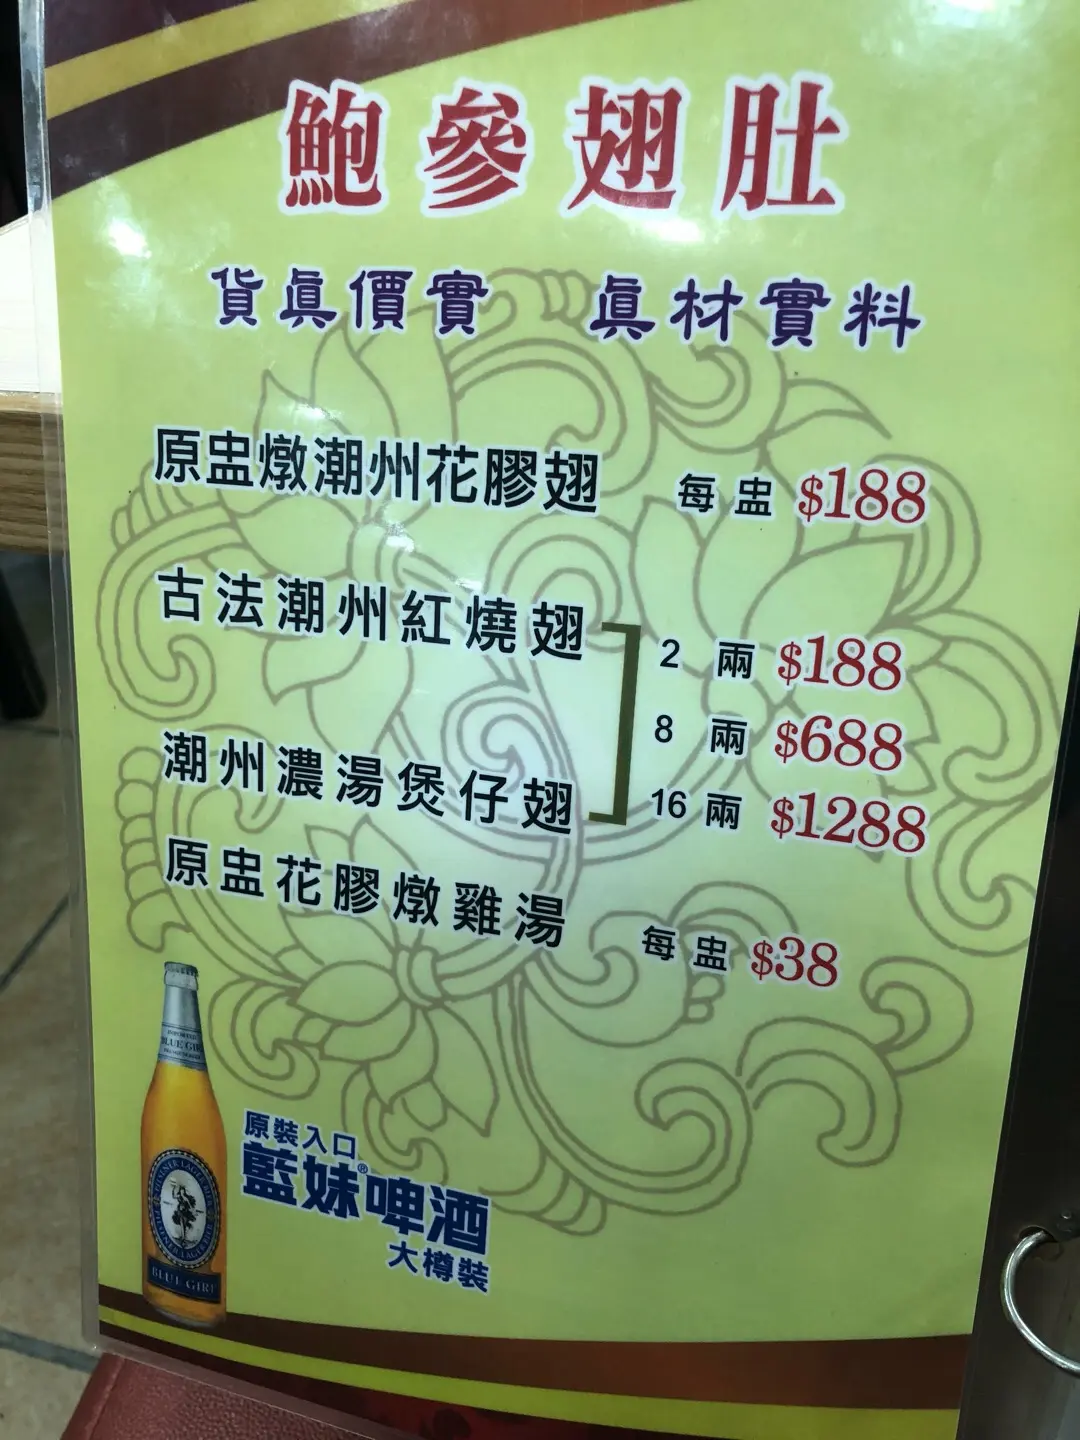 鮑參翅肚
貨真價實 真材實料
原盅燉潮州花膠翅 每盅 $188
古法潮州紅燒翅
2 兩 $188
8 兩 $688
潮州濃湯煲仔翅
16 兩 $1288
原盅花膠燉雞湯 每盅 $38
原裝入口
藍妹®啤酒
大樽裝
BLUE GIRL